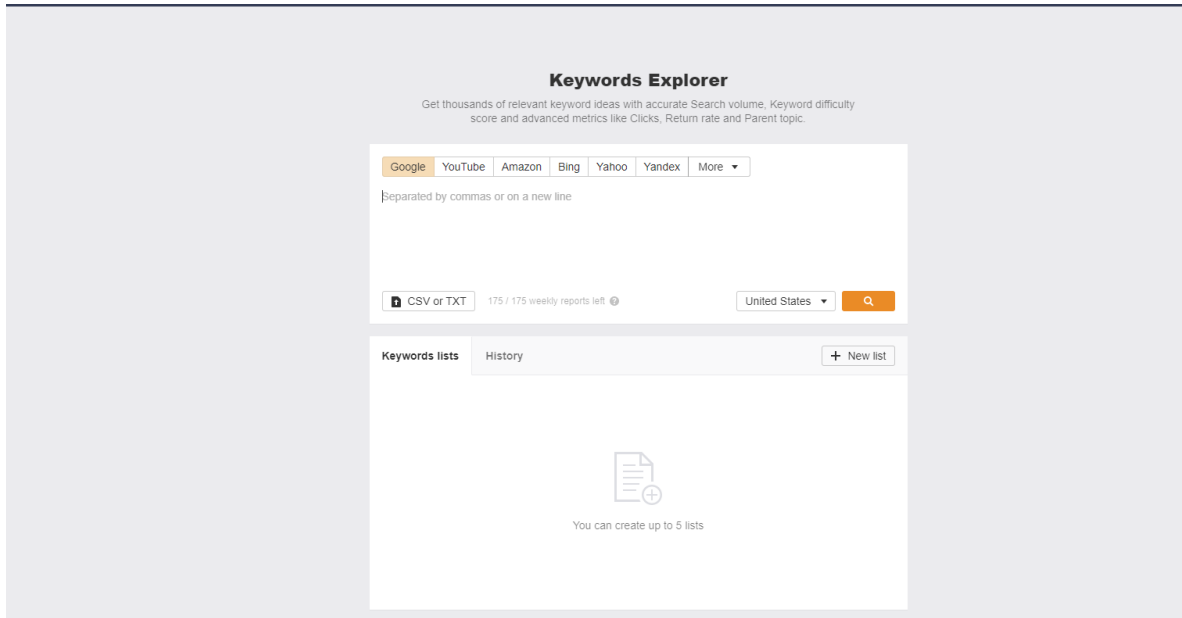 Keywords Explorer
Get thousands of relevant keyword ideas with accurate Search volume, Keyword difficulty
score and advanced metrics like Clicks, Return rate and Parent topic.
Google YouTube Amazon Bing Yahoo Yandex More
Separated by commas or on a new line
CSV or TXT 175 / 175 weekly reports left ? United States
Keywords lists History + New list
You can create up to 5 lists